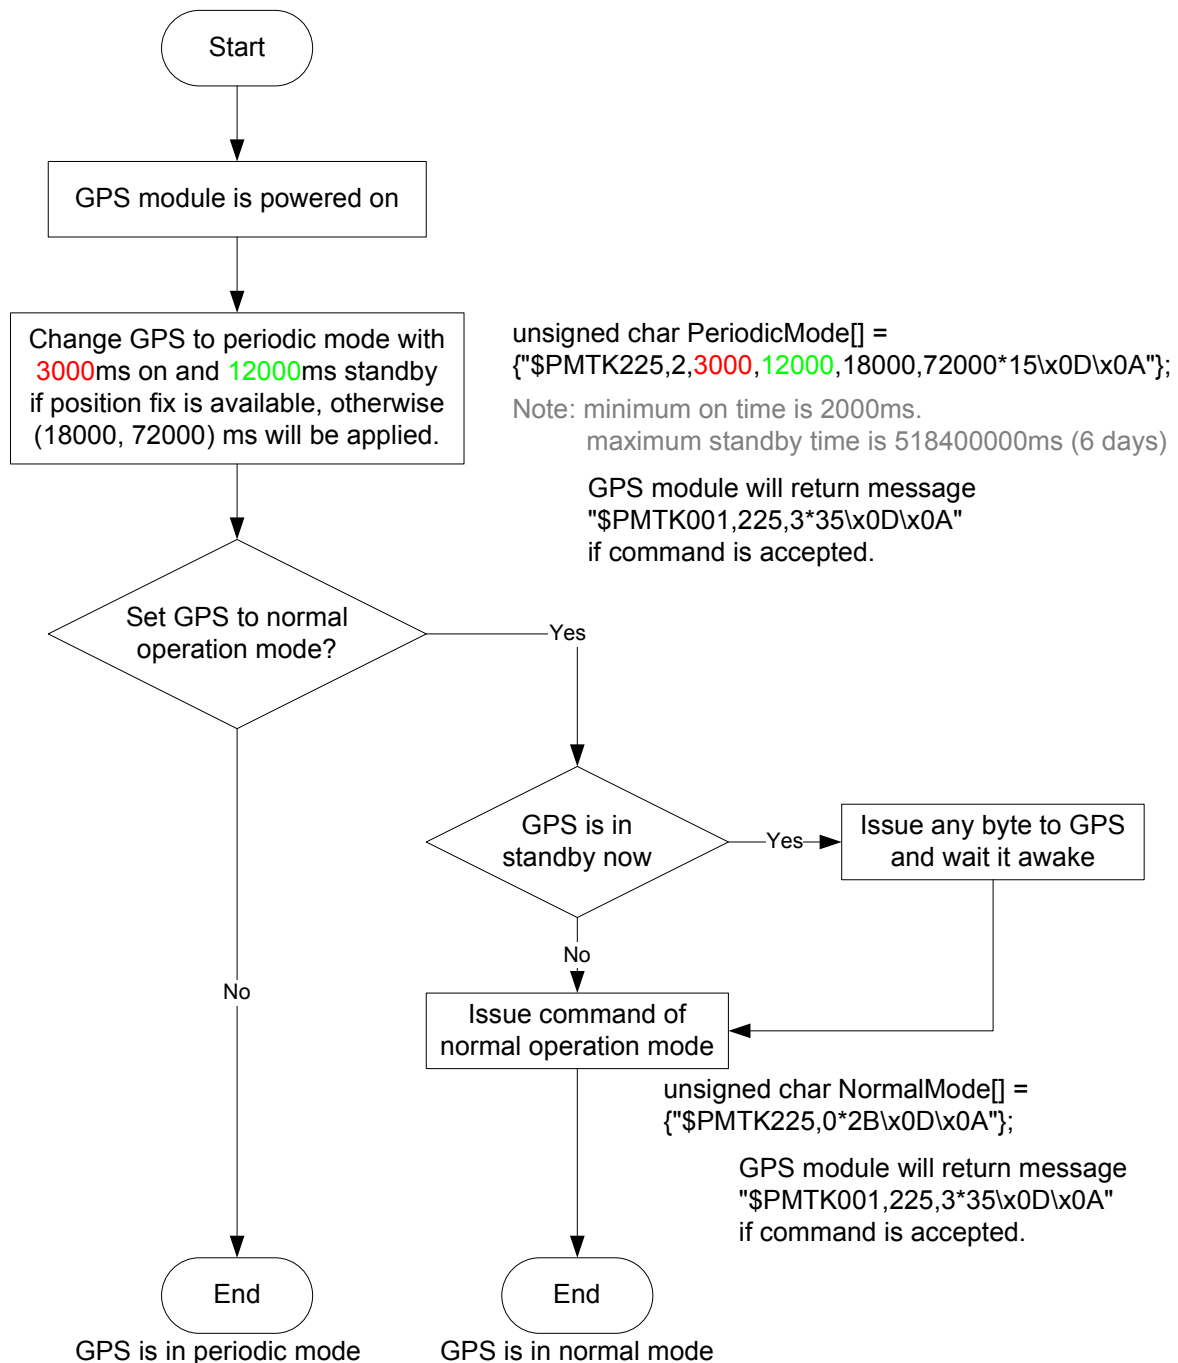 Start
GPS module is powered on
Change GPS to periodic mode with
3000ms on and 12000ms standby
if position fix is available, otherwise
(18000, 72000) ms will be applied.
unsigned char PeriodicMode[] =
{"$PMTK225,2,3000,12000,18000,72000*15\x0D\x0A"};
Note: minimum on time is 2000ms.
maximum standby time is 518400000ms (6 days)
GPS module will return message
"$PMTK001,225,3*35\x0D\x0A"
if command is accepted.
Set GPS to normal
operation mode?
Yes
GPS is in
standby now
Yes
Issue any byte to GPS
and wait it awake
No
No
Issue command of
normal operation mode
unsigned char NormalMode[] =
{"$PMTK225,0*2B\x0D\x0A"};
GPS module will return message
"$PMTK001,225,3*35\x0D\x0A"
if command is accepted.
End
GPS is in periodic mode
End
GPS is in normal mode